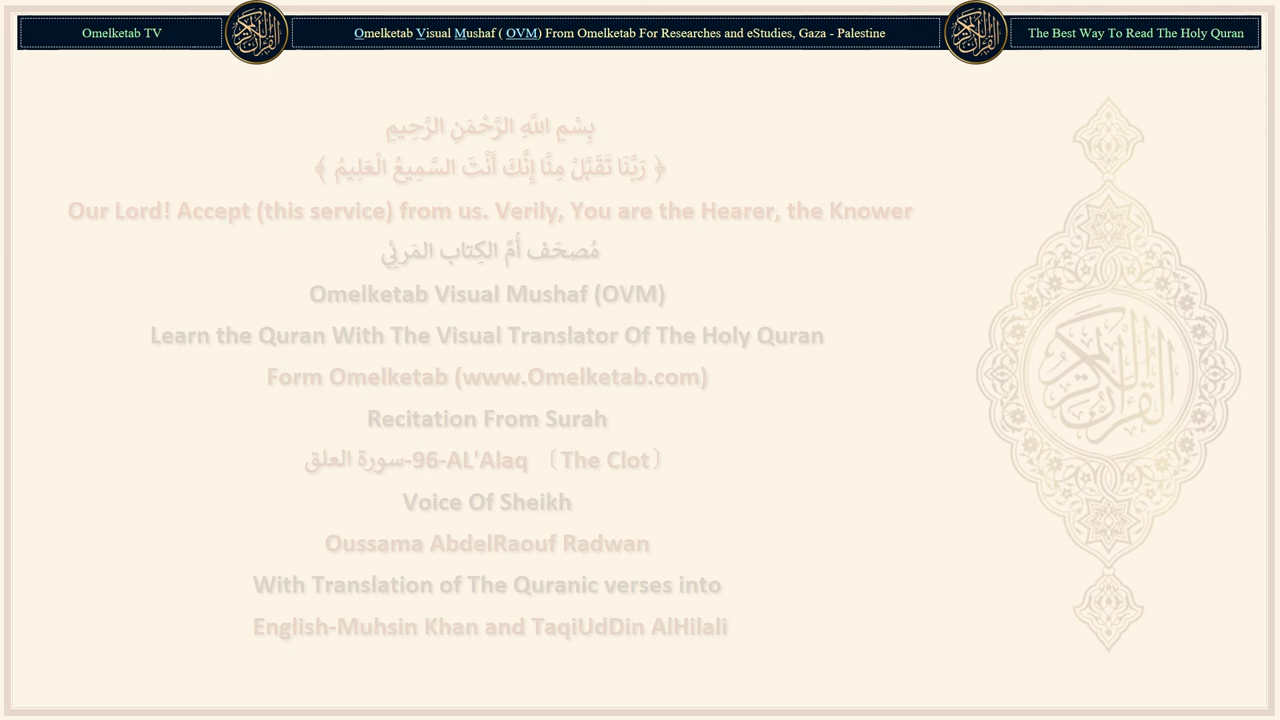 Omelketab TV
Omelketab Visual Mushaf ( OVM) From Omelketab For Researches and eStudies, Gaza - Palestine
The Best Way To Read The Holy Quran
بِسْمِ اللَّهِ الرَّحْمَنِ الرَّحِيمِ
﴿ رَبَّنَا تَقَبَّلْ مِنَّا إِنَّكَ أَنْتَ السَّمِيعُ الْعَلِيمُ ﴾
Our Lord! Accept (this service) from us. Verily, You are the Hearer, the Knower
مُصحَفْ أُمِّ الكِتابِ المَرئِي
Omelketab Visual Mushaf (OVM)
Learn the Quran With The Visual Translator Of The Holy Quran
Form Omelketab (www.Omelketab.com)
Recitation From Surah
سورة العلق-96-AL'Alaq （The Clot）
Voice Of Sheikh
Oussama AbdelRaouf Radwan
With Translation of The Quranic verses into
English-Muhsin Khan and TaqiUdDin AlHilali
القرآن الكريم